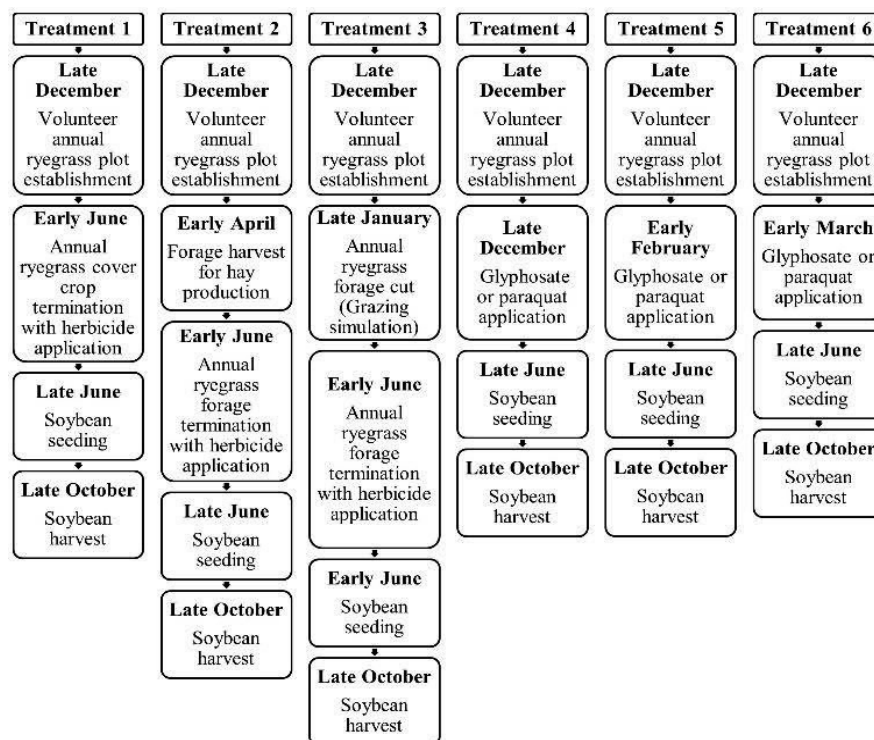 Treatment 1
Late
December
Volunteer
annual
ryegrass plot
establishment
Early June
Annual
ryegrass cover
crop
termination
with herbicide
application
Late June
Soybean
seeding
Late October
Soybean
harvest
Treatment 2
Late
December
Volunteer
annual
ryegrass plot
establishment
Early April
Forage harvest
for hay
production
Early June
Annual
ryegrass
forage
termination
with herbicide
application
Late June
Soybean
seeding
Late October
Soybean
harvest
Treatment 3
Late
December
Volunteer
annual
ryegrass plot
establishment
Late January
Annual
ryegrass
forage cut
(Grazing
simulation)
Early June
Annual
ryegrass
forage
termination
with herbicide
application
Early June
Soybean
seeding
Late October
Soybean
harvest
Treatment 4
Late
December
Volunteer
annual
ryegrass plot
establishment
Late
December
Glyphosate
or paraquat
application
Late June
Soybean
seeding
Late October
Soybean
harvest
Treatment 5
Late
December
Volunteer
annual
ryegrass plot
establishment
Early
February
Glyphosate or
paraquat
application
Late June
Soybean
seeding
Late October
Soybean
harvest
Treatment 6
Late
December
Volunteer
annual
ryegrass plot
establishment
Early March
Glyphosate or
paraquat
application
Late June
Soybean
seeding
Late October
Soybean
harvest